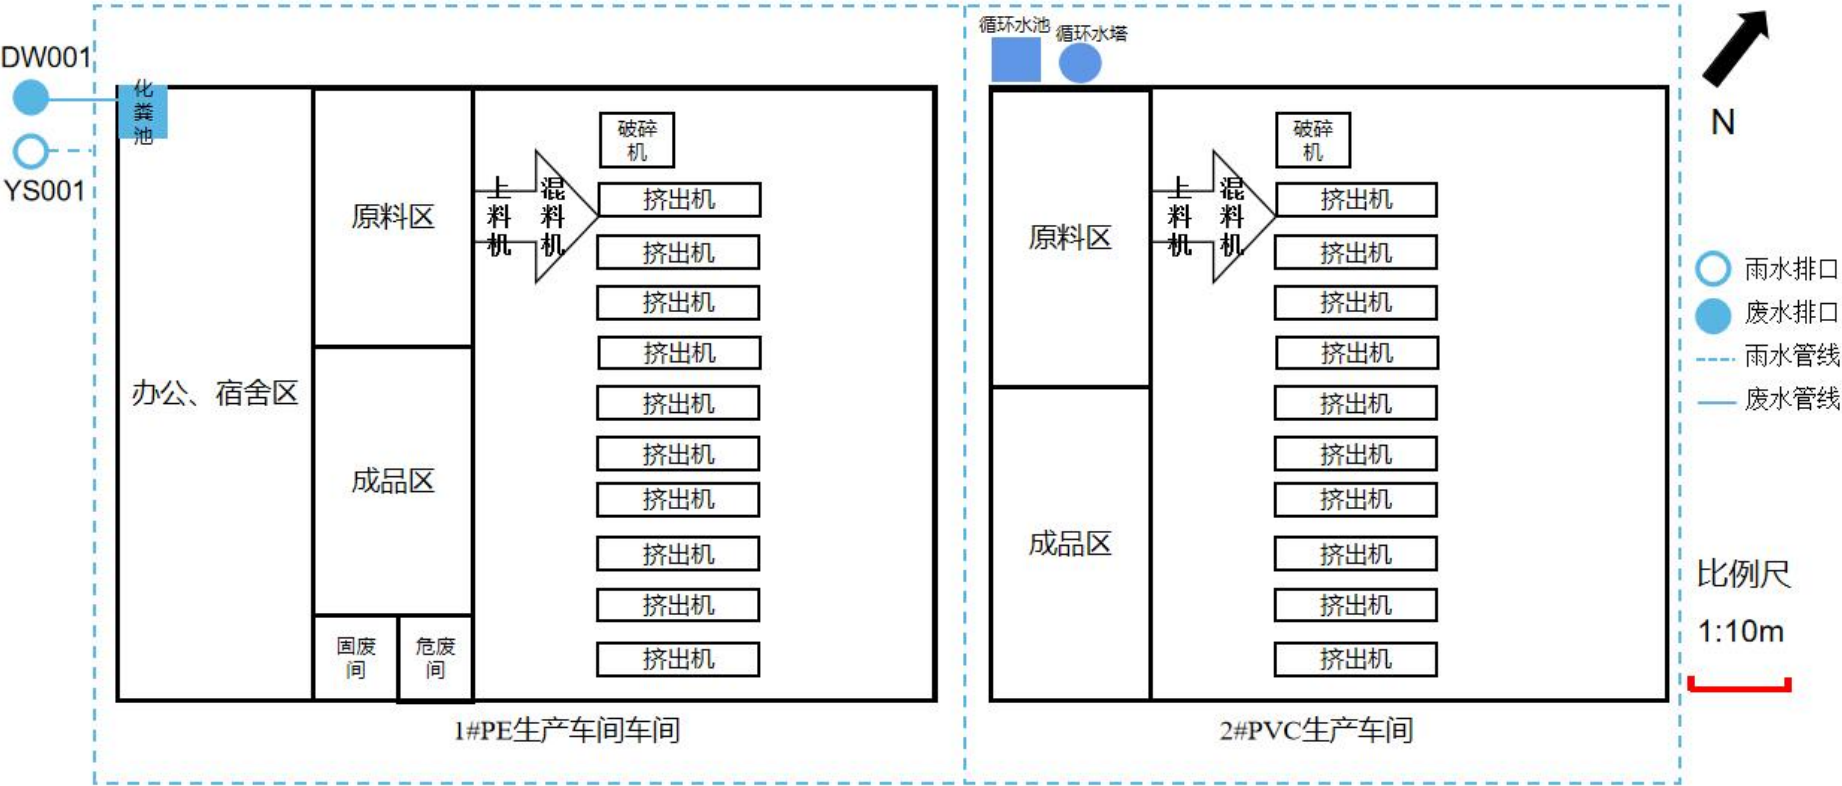 DW001
YS001
化
粪
池
办公、宿舍区
原料区
成品区
固废
间
危废
间
上
料
机
混
料
机
破碎
机
挤出机
挤出机
挤出机
挤出机
挤出机
挤出机
挤出机
挤出机
挤出机
挤出机
1#PE生产车间车间
循环水池
循环水塔
原料区
成品区
上
料
机
混
料
机
破碎
机
挤出机
挤出机
挤出机
挤出机
挤出机
挤出机
挤出机
挤出机
挤出机
挤出机
2#PVC生产车间
N
雨水排口
废水排口
雨水管线
废水管线
比例尺
1:10m